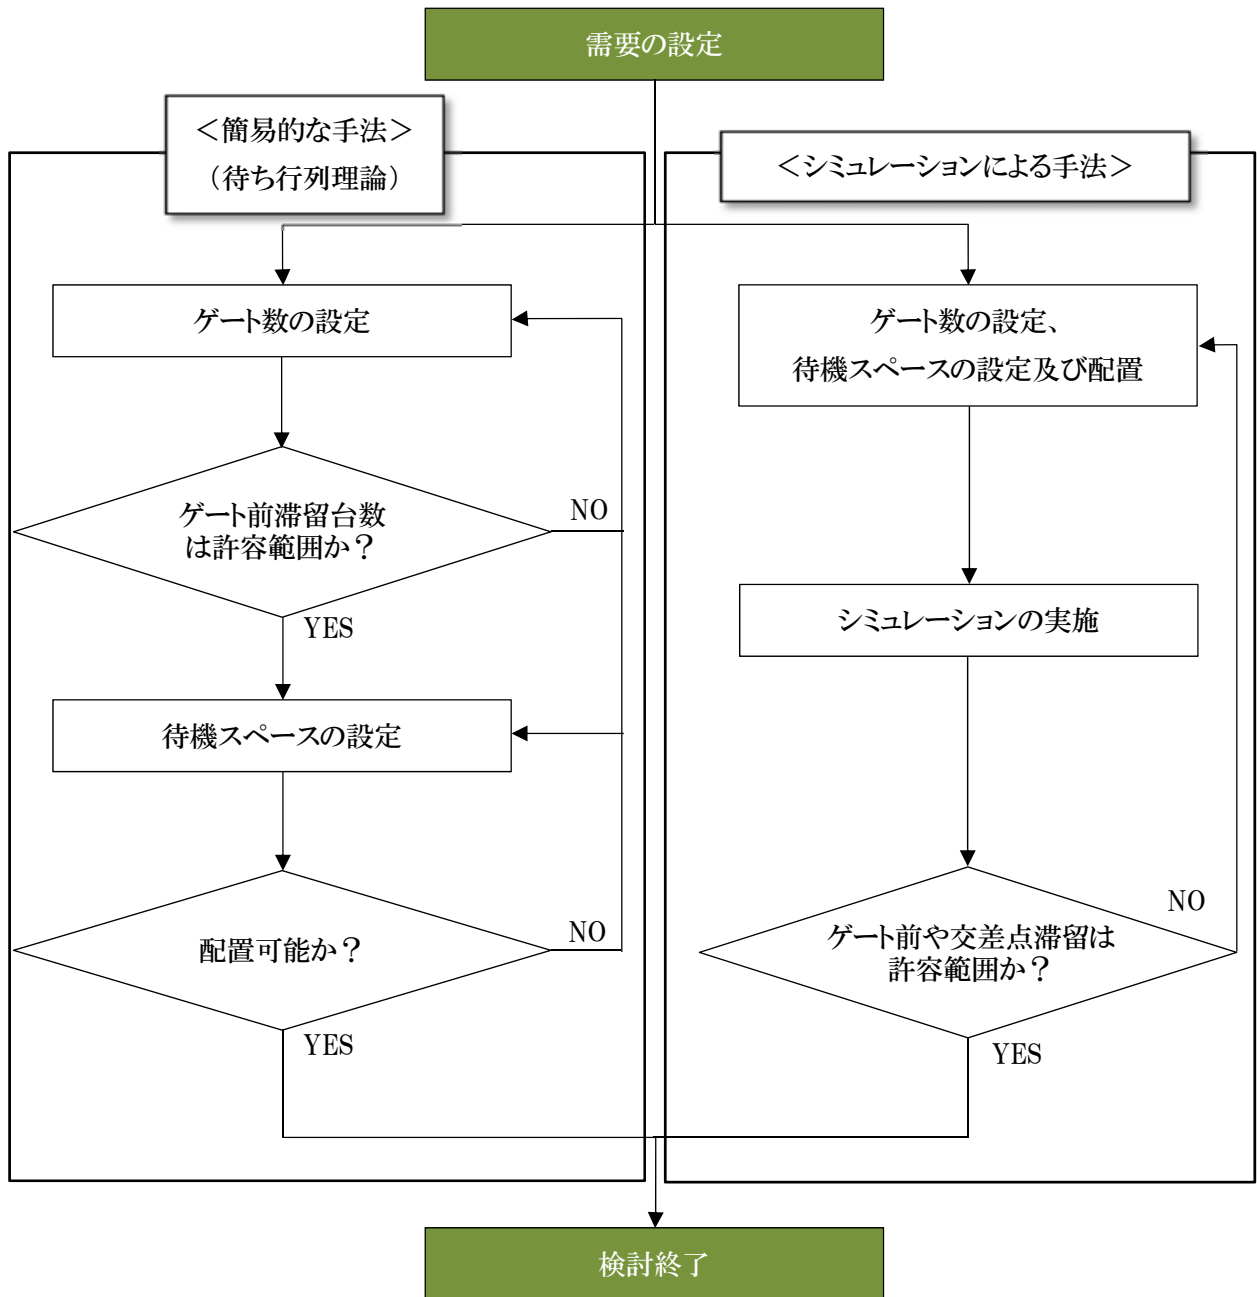 需要の設定
＜簡易的な手法＞
（待ち行列理論）
ゲート数の設定
ゲート前滞留台数
は許容範囲か？
NO
YES
待機スペースの設定
配置可能か？
NO
YES
＜シミュレーションによる手法＞
ゲート数の設定、
待機スペースの設定及び配置
シミュレーションの実施
ゲート前や交差点滞留は
許容範囲か？
NO
YES
検討終了